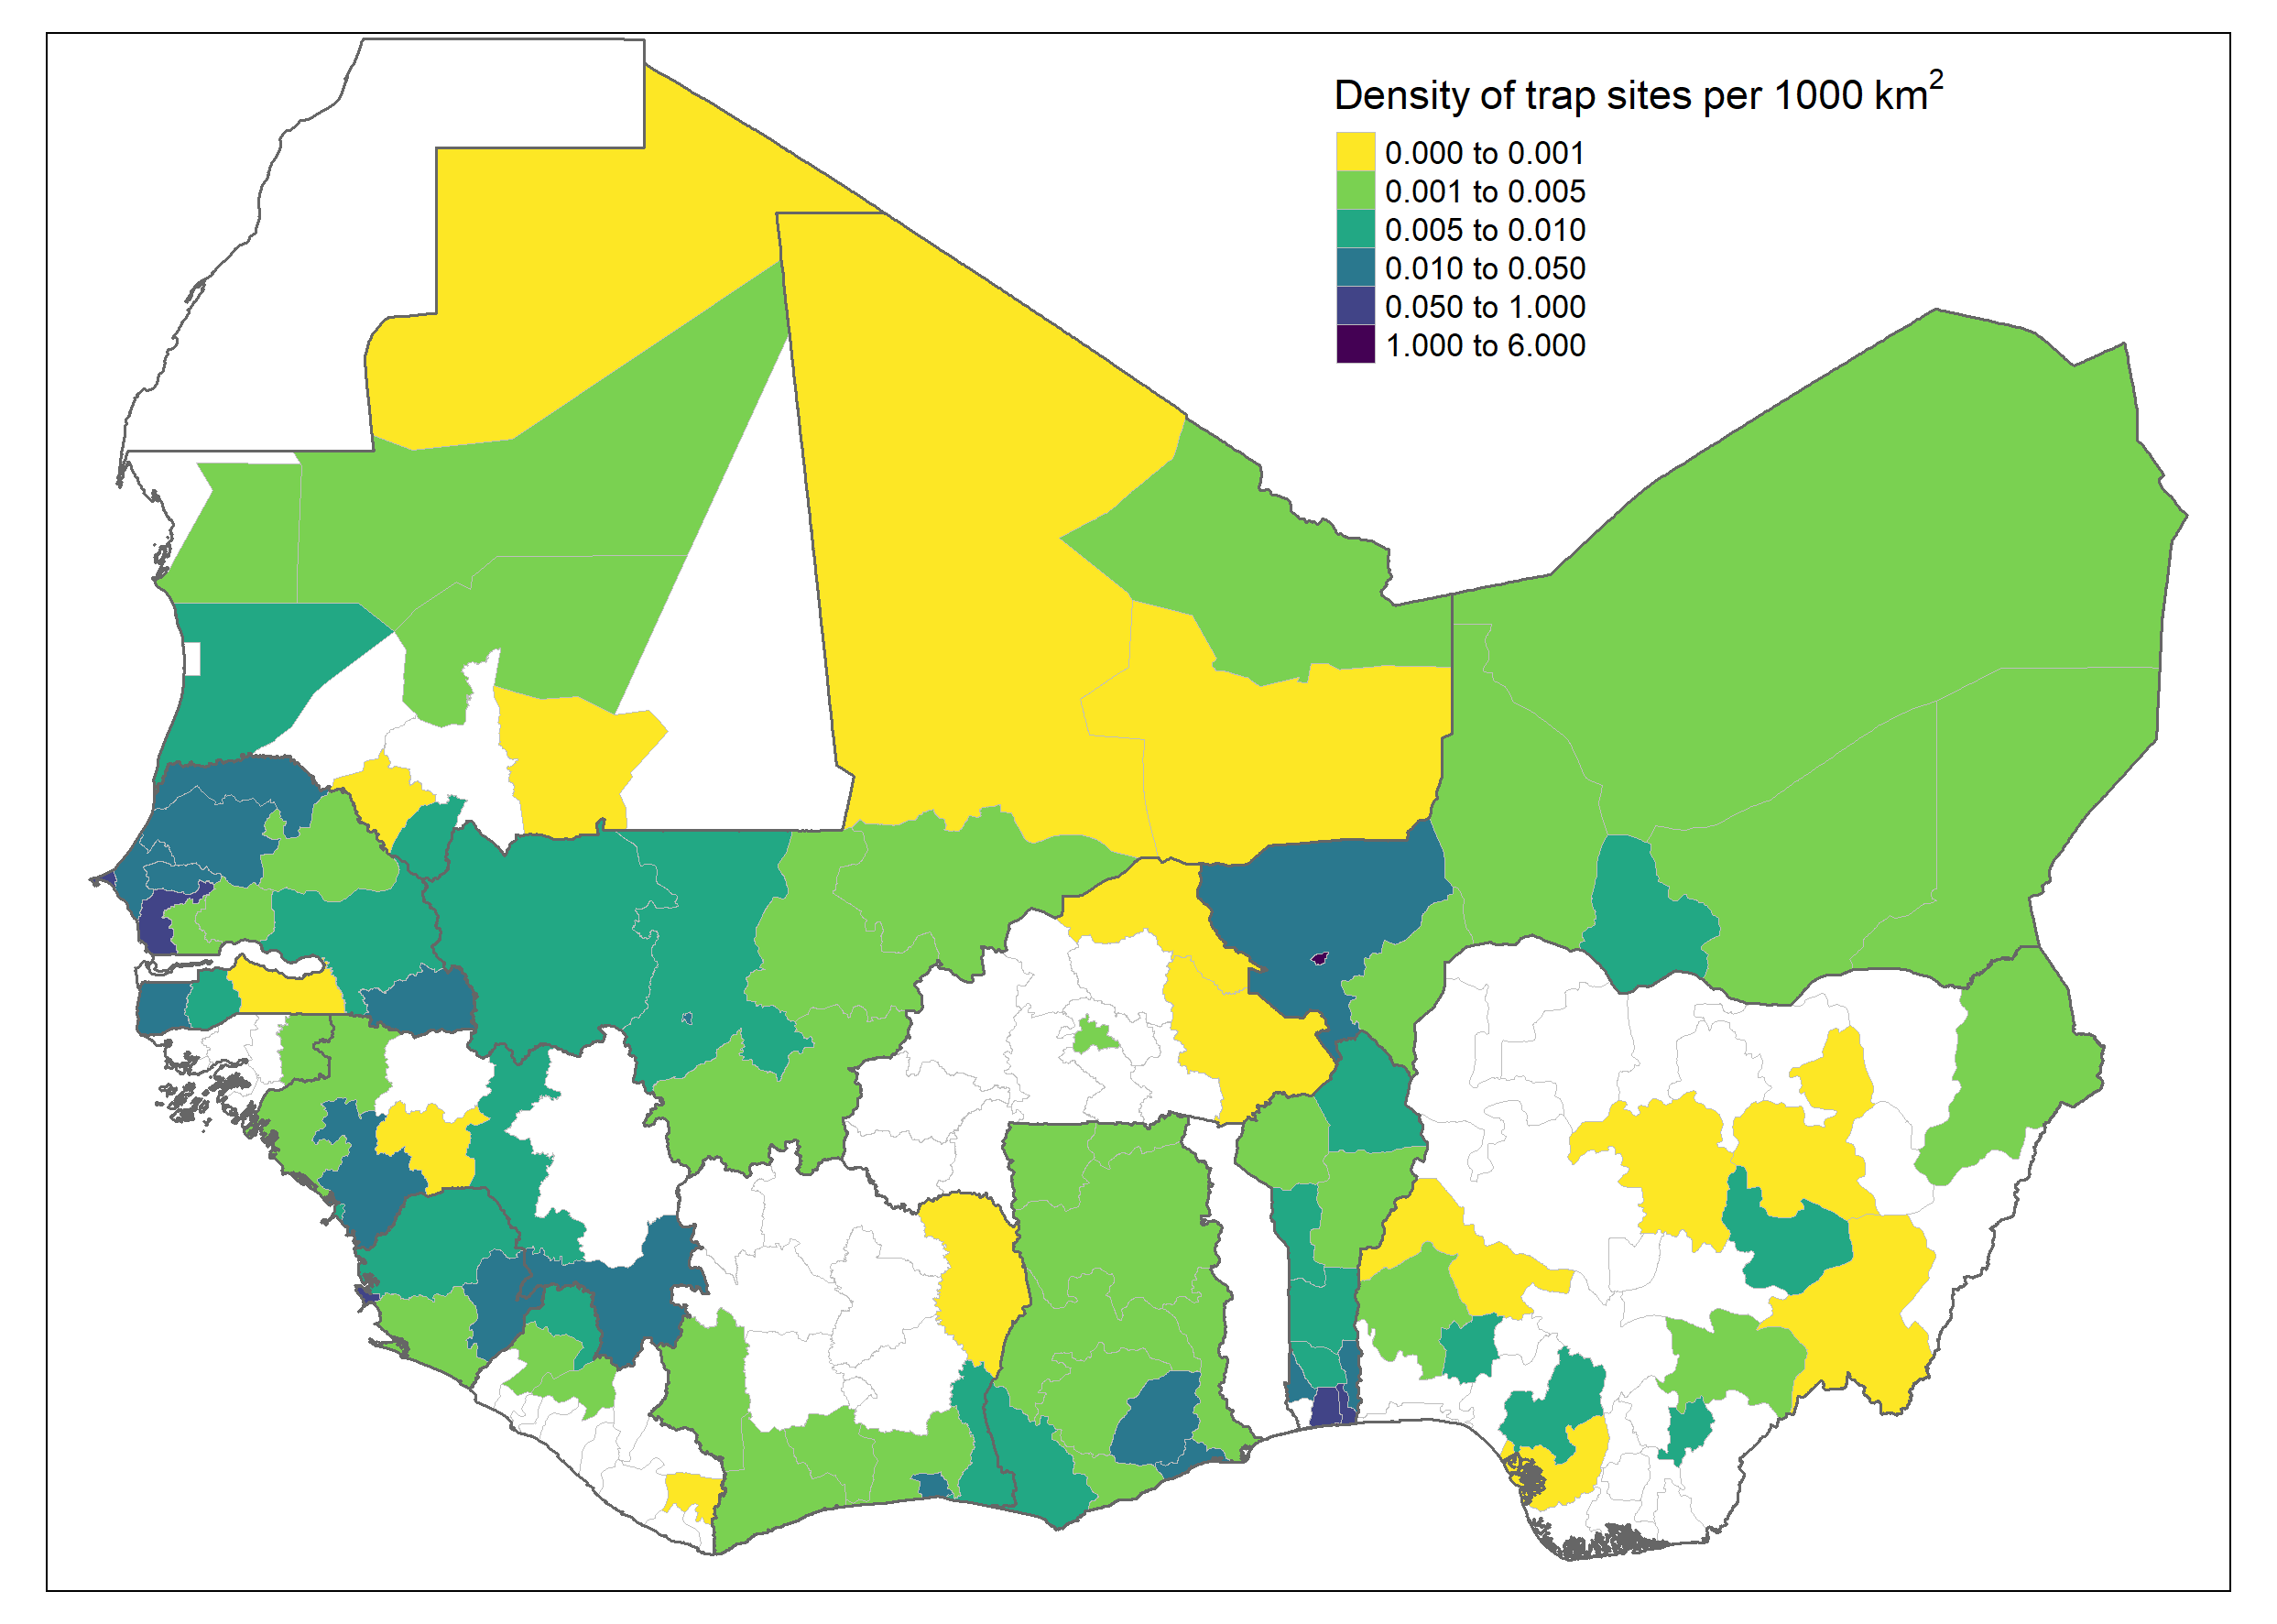 Density of trap sites per 1000 km²
0.000 to 0.001
0.001 to 0.005
0.005 to 0.010
0.010 to 0.050
0.050 to 1.000
1.000 to 6.000